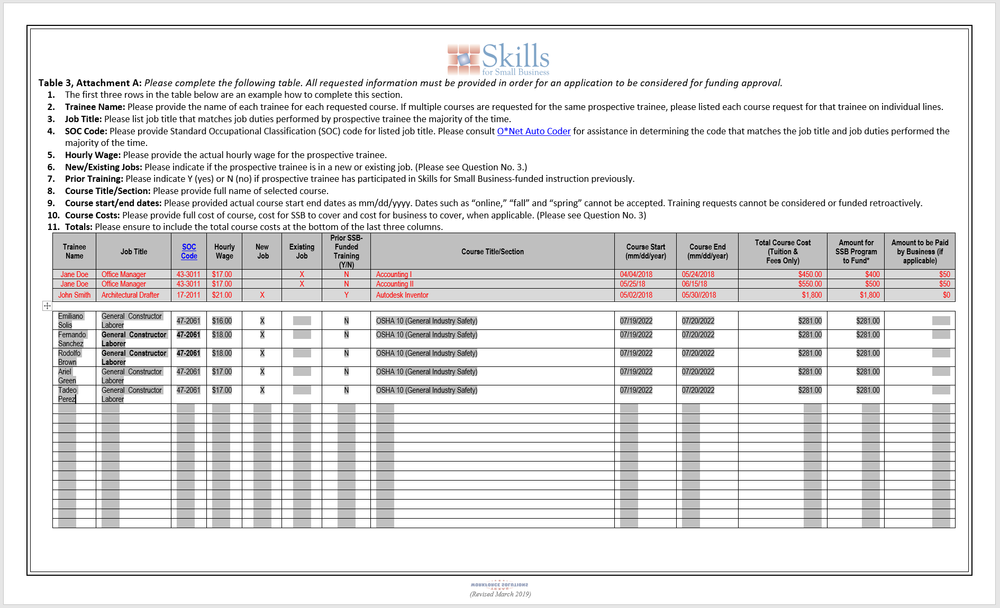 Skills
for Small Business
Table 3, Attachment A: Please complete the following table. All requested information must be provided in order for an application to be considered for funding approval.
1. The first three rows in the table below are an example how to complete this section.
2. Trainee Name: Please provide the name of each trainee for each requested course. If multiple courses are requested for the same prospective trainee, please listed each course request for that trainee on individual lines.
3. Job Title: Please list job title that matches job duties performed by prospective trainee the majority of the time.
4. SOC Code: Please provide Standard Occupational Classification (SOC) code for listed job title. Please consult O*Net Auto Coder for assistance in determining the code that matches the job title and job duties performed the
majority of the time.
5. Hourly Wage: Please provide the actual hourly wage for the prospective trainee.
6. New/Existing Jobs: Please indicate if the prospective trainee is in a new or existing job. (Please see Question No. 3.)
7. Prior Training: Please indicate Y (yes) or N (no) if prospective trainee has participated in Skills for Small Business-funded instruction previously.
8. Course Title/Section: Please provide full name of selected course.
9. Course start/end dates: Please provided actual course start end dates as mm/dd/yyyy. Dates such as “online,” “fall” and “spring” cannot be accepted. Training requests cannot be considered or funded retroactively.
10. Course Costs: Please provide full cost of course, cost for SSB to cover and cost for business to cover, when applicable. (Please see Question No. 3)
11. Totals: Please ensure to include the total course costs at the bottom of the last three columns.
Trainee Name Job Title SOC Code Hourly Wage New Job Existing Job Prior SSB-Funded Training (Y/N) Course Title/Section Course Start (mm/dd/year) Course End (mm/dd/year) Total Course Cost (Tuition & Fees Only) Amount for SSB Program to Fund* Amount to be Paid by Business (if applicable)
Jane Doe Office Manager 43-3011 $17.00 X N Accounting I 04/04/2018 05/24/2018 $450.00 $400 $50
Jane Doe Office Manager 43-3011 $17.00 X N Accounting II 05/25/18 06/15/18 $550.00 $500 $50
John Smith Architectural Drafter 17-2011 $21.00 X Y Autodesk Inventor 05/02/2018 05/30//2018 $1,800 $1,800 $0
Emiliano Solis General Constructor Laborer 47-2061 $16.00 X N OSHA 10 (General Industry Safety) 07/19/2022 07/20/2022 $281.00 $281.00
Fernando Sanchez General Constructor Laborer 47-2061 $18.00 X N OSHA 10 (General Industry Safety) 07/19/2022 07/20/2022 $281.00 $281.00
Rodolfo Brown General Constructor Laborer 47-2061 $18.00 X N OSHA 10 (General Industry Safety) 07/19/2022 07/20/2022 $281.00 $281.00
Ariel Green General Constructor Laborer 47-2061 $17.00 X N OSHA 10 (General Industry Safety) 07/19/2022 07/20/2022 $281.00 $281.00
Tadeo Perez General Constructor Laborer 47-2061 $17.00 X N OSHA 10 (General Industry Safety) 07/19/2022 07/20/2022 $281.00 $281.00
WORKFORCE SOLUTIONS
TEXAS
(Revised March 2019)